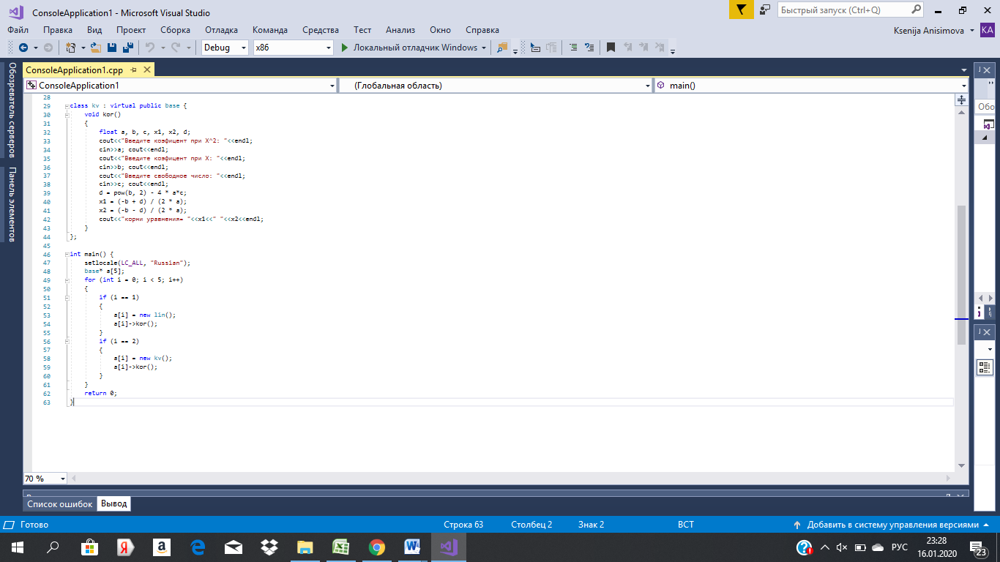 ConsoleApplication1 - Microsoft Visual Studio
Быстрый запуск (Ctrl+Q)
Файл Правка Вид Проект Сборка Отладка Команда Средства Тест Анализ Окно Справка
Ksenija Anisimova KA
Debug x86 Локальный отладчик Windows
Обозреватель серверов
Панель элементов
ConsoleApplication1.cpp
ConsoleApplication1 (Глобальная область) main()
Обо
28
29 class kv : virtual public base {
30 void kor()
31 {
32 float a, b, c, x1, x2, d;
33 cout<<"Введите коэфицент при X^2: "<<endl;
34 cin>>a; cout<<endl;
35 cout<<"Введите коэфицент при X: "<<endl;
36 cin>>b; cout<<endl;
37 cout<<"Введите свободное число: "<<endl;
38 cin>>c; cout<<endl;
39 d = pow(b, 2) - 4 * a*c;
40 x1 = (-b + d) / (2 * a);
41 x2 = (-b - d) / (2 * a);
42 cout<<"корни уравнения= "<<x1<<" "<<x2<<endl;
43 }
44 };
45
46 int main() {
47 setlocale(LC_ALL, "Russian");
48 base* a[5];
49 for (int i = 0; i < 5; i++)
50 {
51 if (i == 1)
52 {
53 a[i] = new lin();
54 a[i]->kor();
55 }
56 if (i == 2)
57 {
58 a[i] = new kv();
59 a[i]->kor();
60 }
61 }
62 return 0;
63 }
70 %
Список ошибок Вывод
Готово Строка 63 Столбец 2 Знак 2 ВСТ Добавить в систему управления версиями
РУС 23:28
16.01.2020 23